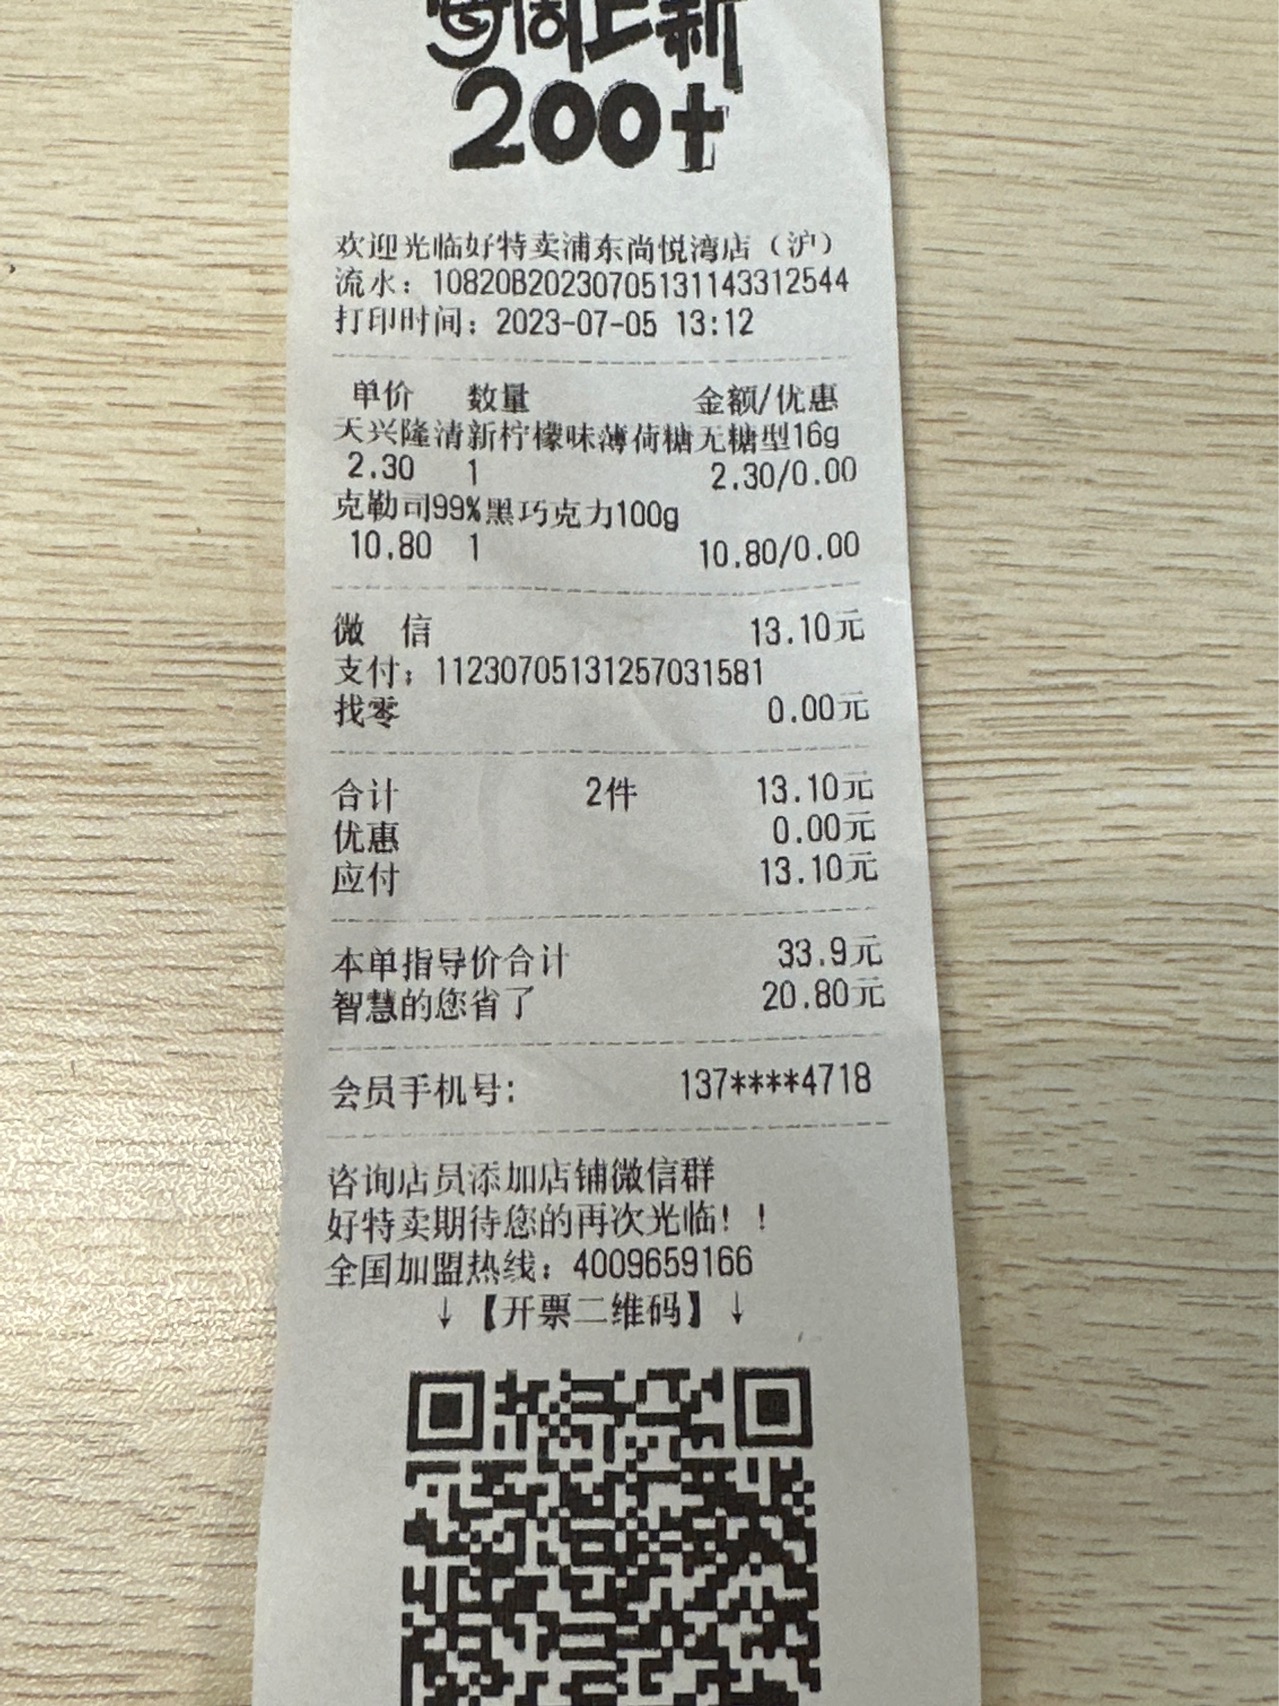 每周上新
200+
欢迎光临好特卖浦东尚悦湾店（沪）
流水：10820B20230705131143312544
打印时间：2023-07-05 13:12
单价 数量 金额/优惠
天兴隆清新柠檬味薄荷糖无糖型16g
2.30 1 2.30/0.00
克勒司99%黑巧克力100g
10.80 1 10.80/0.00
微 信 13.10元
支付：11230705131257031581
找零 0.00元
合计 2件 13.10元
优惠 0.00元
应付 13.10元
本单指导价合计 33.9元
智慧的您省了 20.80元
会员手机号: 137****4718
咨询店员添加店铺微信群
好特卖期待您的再次光临！！
全国加盟热线：4009659166
↓【开票二维码】↓